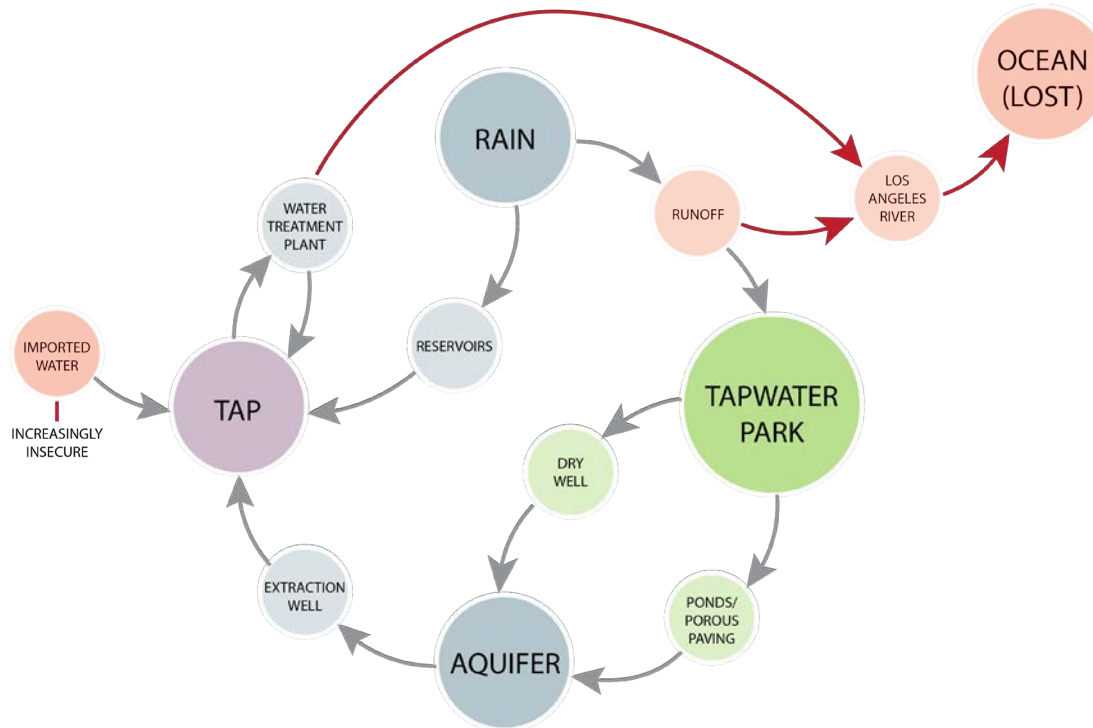 OCEAN
(LOST)
RAIN
LOS
ANGELES
RIVER
RUNOFF
WATER
TREATMENT
PLANT
RESERVOIRS
IMPORTED
WATER
INCREASINGLY
INSECURE
TAP
TAPWATER
PARK
DRY
WELL
EXTRACTION
WELL
PONDS/
POROUS
PAVING
AQUIFER